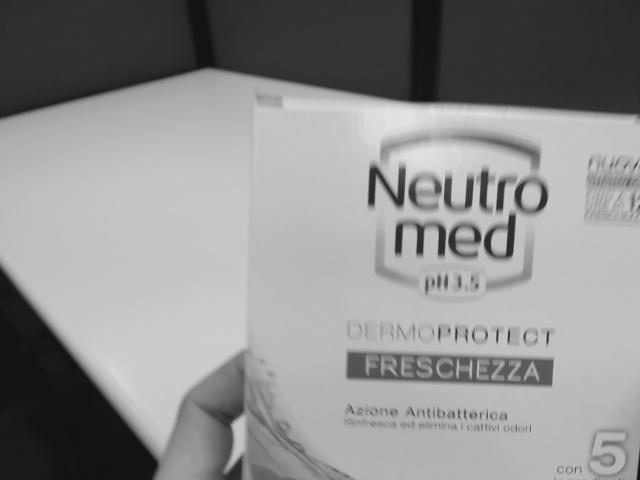 Neutro
med
pH 3.5
DERMOPROTECT
FRESCHEZZA
Azione Antibatterica
Rinfresca ed elimina i cattivi odori
con 5